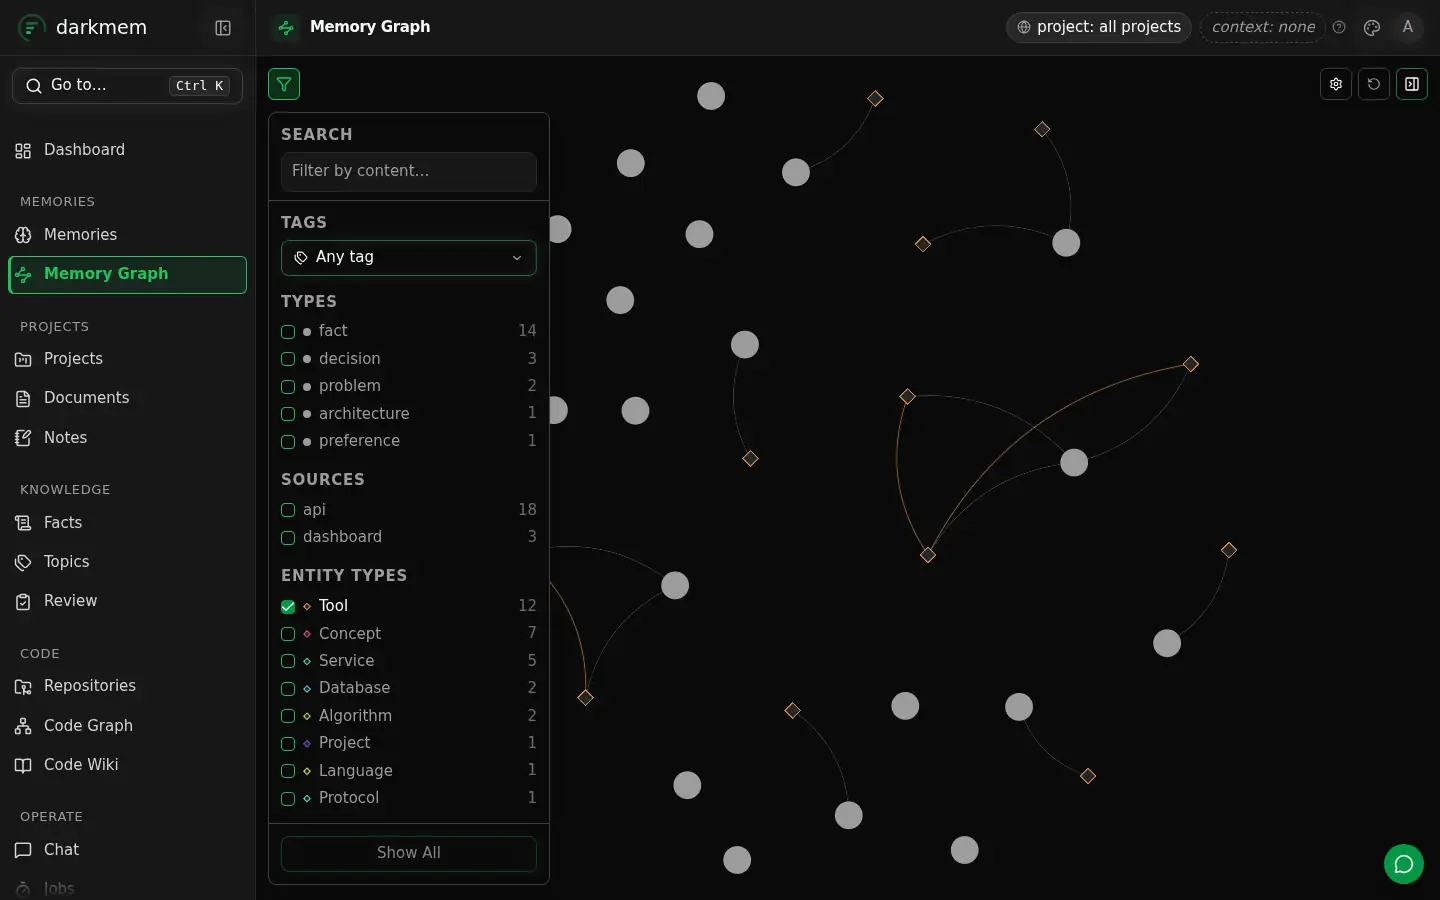 darkmem
Memory Graph
project: all projects
context: none
A
Go to...
Ctrl K
Dashboard
MEMORIES
Memories
Memory Graph
PROJECTS
Projects
Documents
Notes
KNOWLEDGE
Facts
Topics
Review
CODE
Repositories
Code Graph
Code Wiki
OPERATE
Chat
Jobs
SEARCH
Filter by content...
TAGS
Any tag
TYPES
fact 14
decision 3
problem 2
architecture 1
preference 1
SOURCES
api 18
dashboard 3
ENTITY TYPES
Tool 12
Concept 7
Service 5
Database 2
Algorithm 2
Project 1
Language 1
Protocol 1
Show All